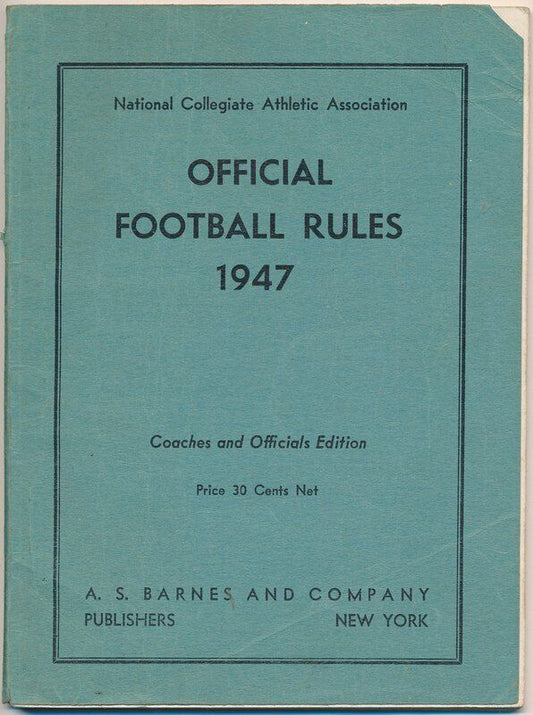 National Collegiate Athletic Association
OFFICIAL
FOOTBALL RULES
1947
Coaches and Officials Edition
Price 30 Cents Net
A. S. BARNES AND COMPANY
PUBLISHERS NEW YORK